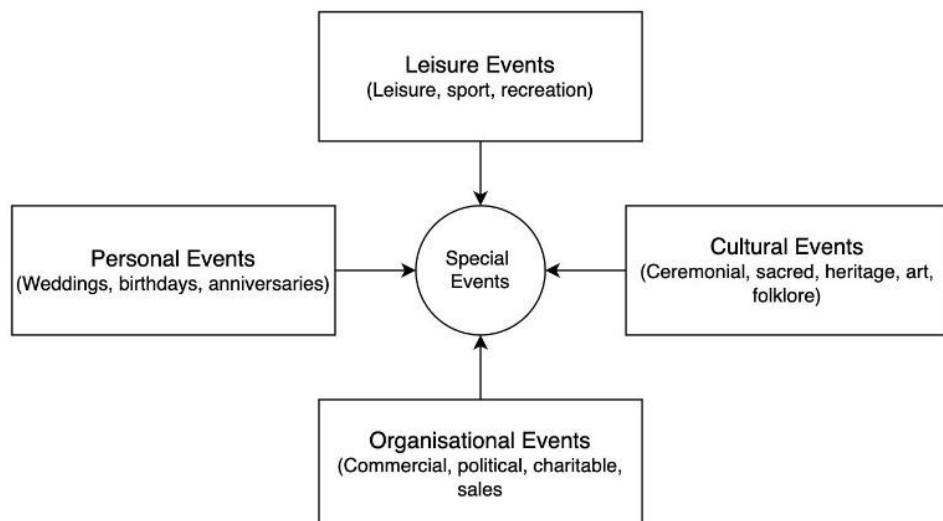 Leisure Events
(Leisure, sport, recreation)
Personal Events
(Weddings, birthdays, anniversaries)
Special
Events
Cultural Events
(Ceremonial, sacred, heritage, art,
folklore)
Organisational Events
(Commercial, political, charitable,
sales